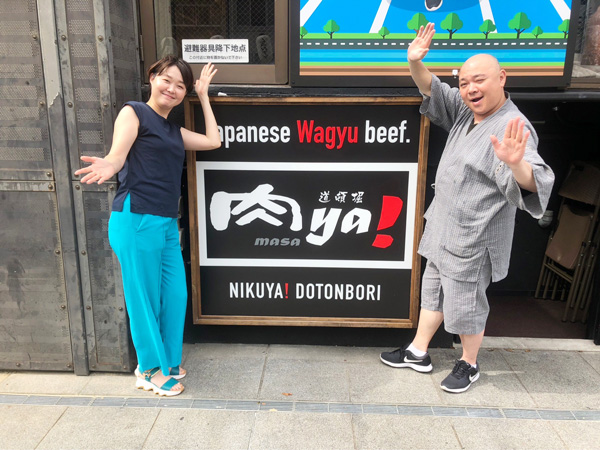 避難器具降下地点
Japanese Wagyu beef.
道頓堀
肉ya!
masa
NIKUYA! DOTONBORI